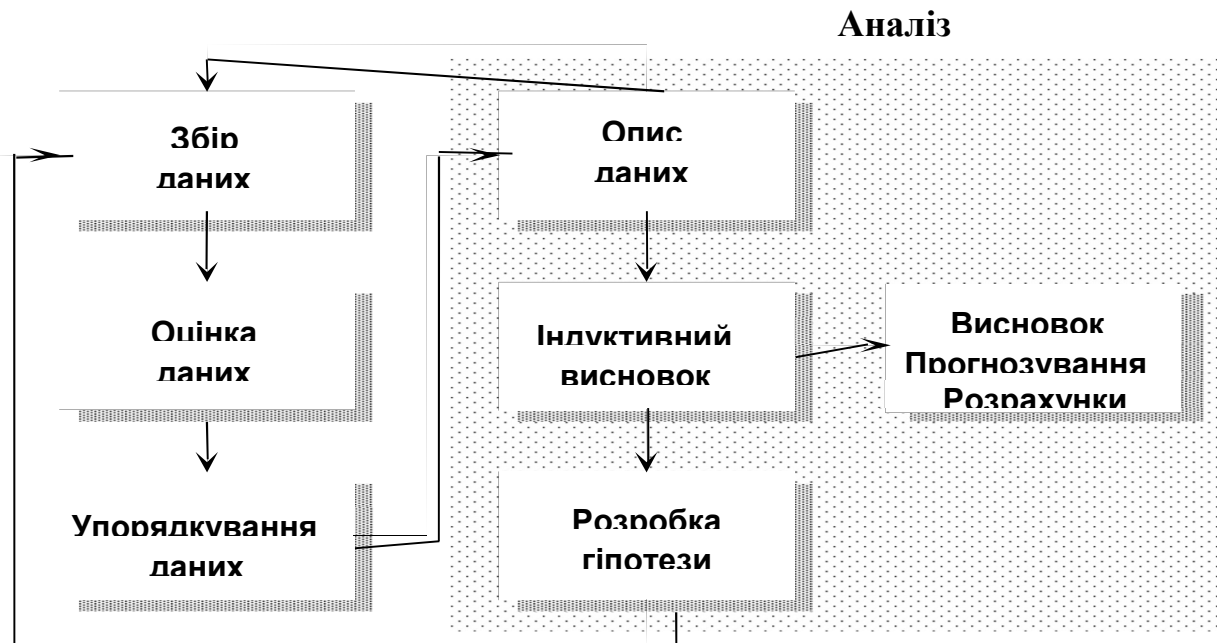 Аналіз
Збір
даних
Опис
даних
Оцінка
даних
Індуктивний
висновок
Висновок
Прогнозування
Розрахунки
Упорядкування
даних
Розробка
гіпотези